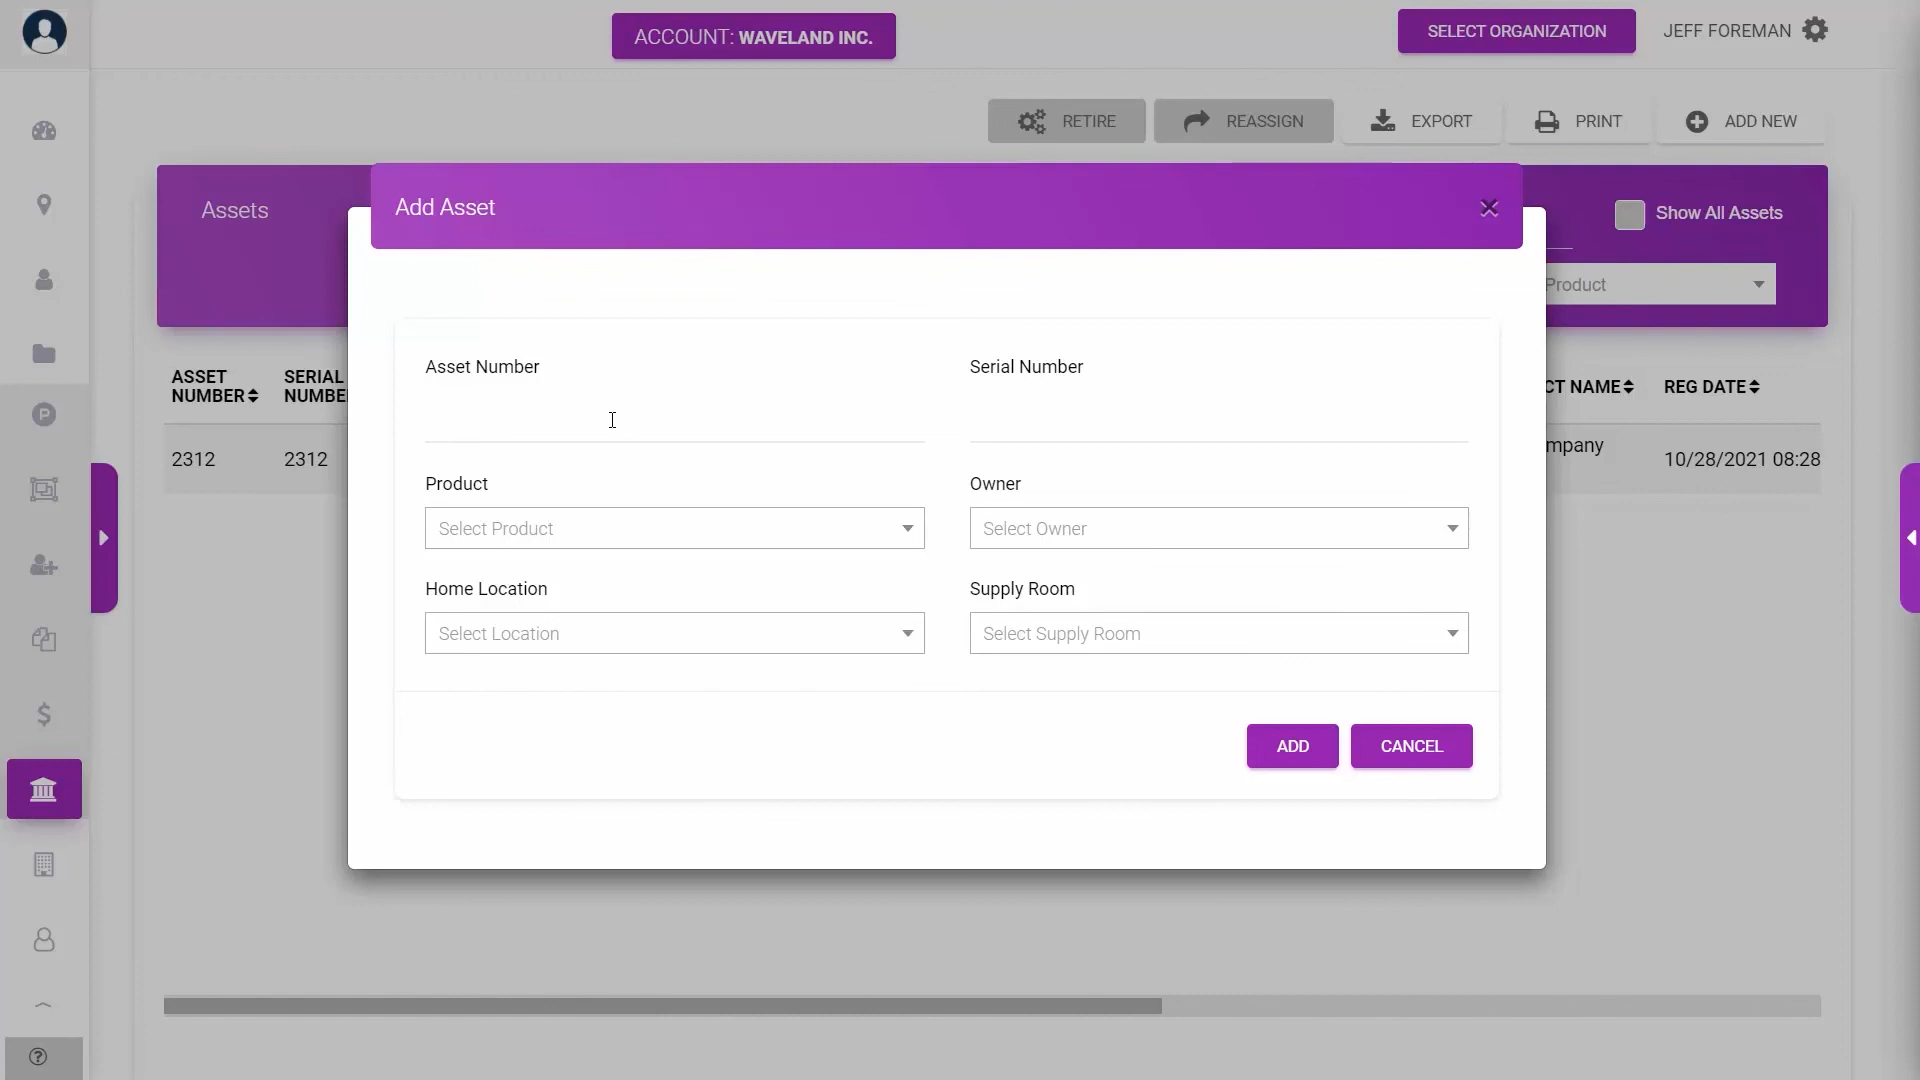 ACCOUNT: WAVELAND INC.
SELECT ORGANIZATION
JEFF FOREMAN
RETIRE
REASSIGN
EXPORT
PRINT
ADD NEW
Assets
Add Asset
Show All Assets
Product
ASSET NUMBER
SERIAL NUMBE
CT NAME
REG DATE
2312
2312
mpany
10/28/2021 08:28
Asset Number
Serial Number
Product
Owner
Select Product
Select Owner
Home Location
Supply Room
Select Location
Select Supply Room
ADD
CANCEL